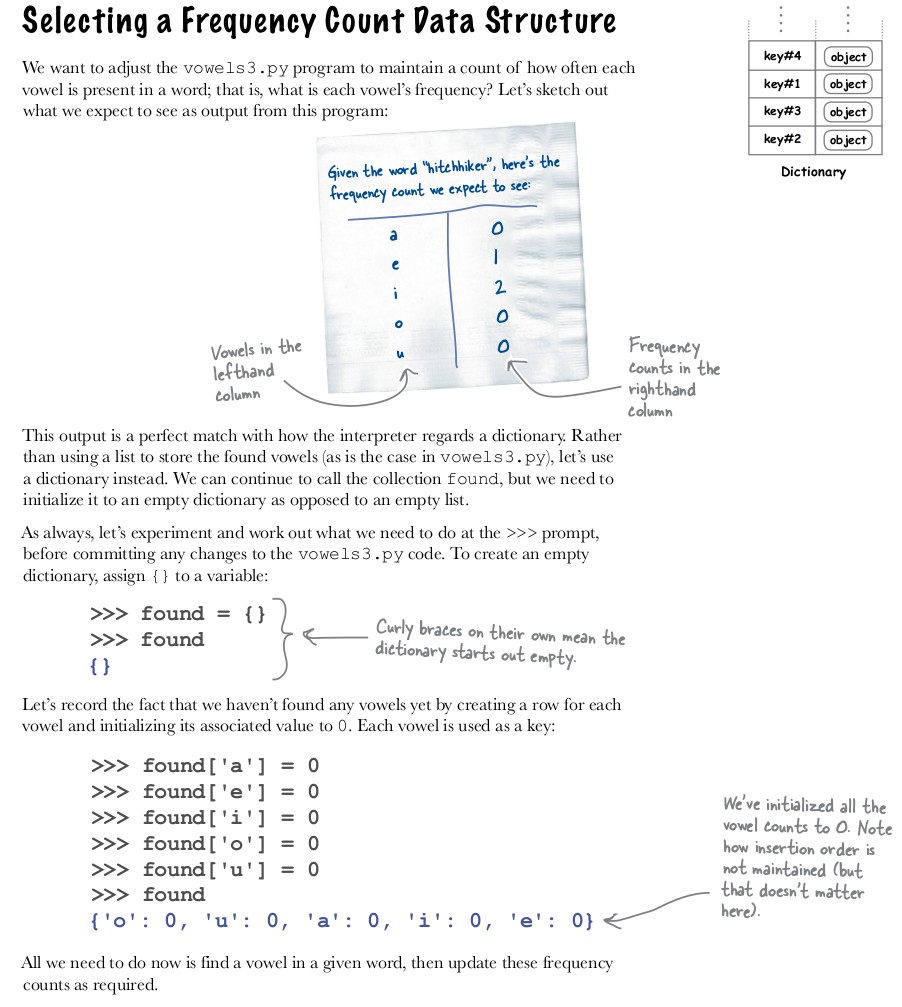 Selecting a Frequency Count Data Structure
We want to adjust the vowels3.py program to maintain a count of how often each
vowel is present in a word; that is, what is each vowel's frequency? Let's sketch out
what we expect to see as output from this program:
key#4 object
key#1 object
key#3 object
key#2 object
Dictionary
Given the word "hitchhiker", here's the
frequency count we expect to see:
a 0
e 1
i 2
o 0
u 0
Vowels in the
lefthand
column
Frequency
counts in the
righthand
column
This output is a perfect match with how the interpreter regards a dictionary. Rather
than using a list to store the found vowels (as is the case in vowels3.py), let's use
a dictionary instead. We can continue to call the collection found, but we need to
initialize it to an empty dictionary as opposed to an empty list.
As always, let's experiment and work out what we need to do at the >>> prompt,
before committing any changes to the vowels3.py code. To create an empty
dictionary, assign {} to a variable:
>>> found = {}
>>> found
{}
Curly braces on their own mean the
dictionary starts out empty.
Let's record the fact that we haven't found any vowels yet by creating a row for each
vowel and initializing its associated value to 0. Each vowel is used as a key:
>>> found['a'] = 0
>>> found['e'] = 0
>>> found['i'] = 0
>>> found['o'] = 0
>>> found['u'] = 0
>>> found
{'o': 0, 'u': 0, 'a': 0, 'i': 0, 'e': 0}
We've initialized all the
vowel counts to 0. Note
how insertion order is
not maintained (but
that doesn't matter
here).
All we need to do now is find a vowel in a given word, then update these frequency
counts as required.